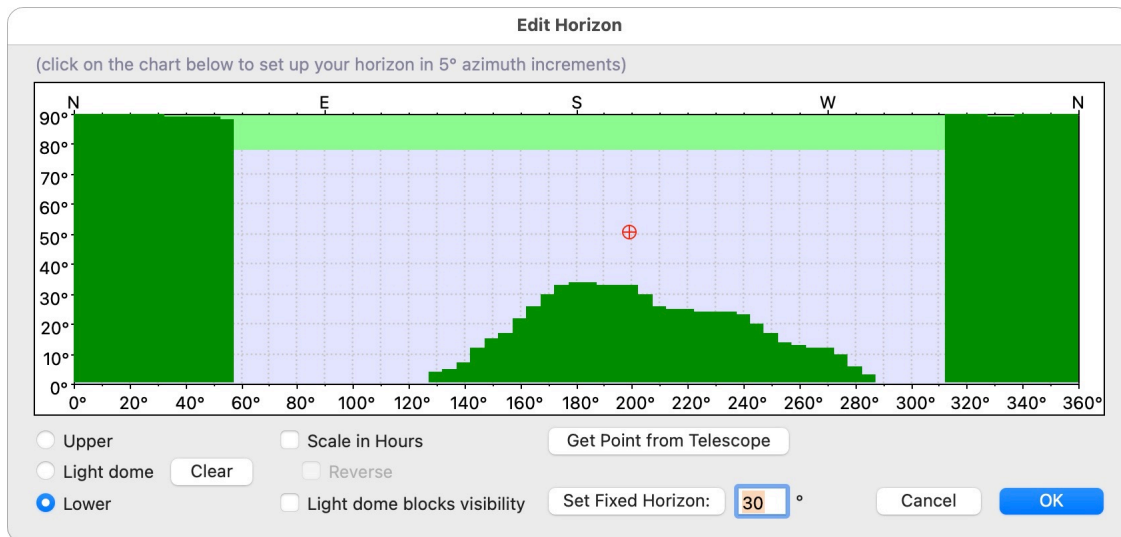 Edit Horizon
(click on the chart below to set up your horizon in 5° azimuth increments)
N E S W N
90°
80°
70°
60°
50°
40°
30°
20°
10°
0°
0° 20° 40° 60° 80° 100° 120° 140° 160° 180° 200° 220° 240° 260° 280° 300° 320° 340° 360°
Upper Scale in Hours Get Point from Telescope
Light dome Clear Reverse
Lower Light dome blocks visibility Set Fixed Horizon: 30 ° Cancel OK